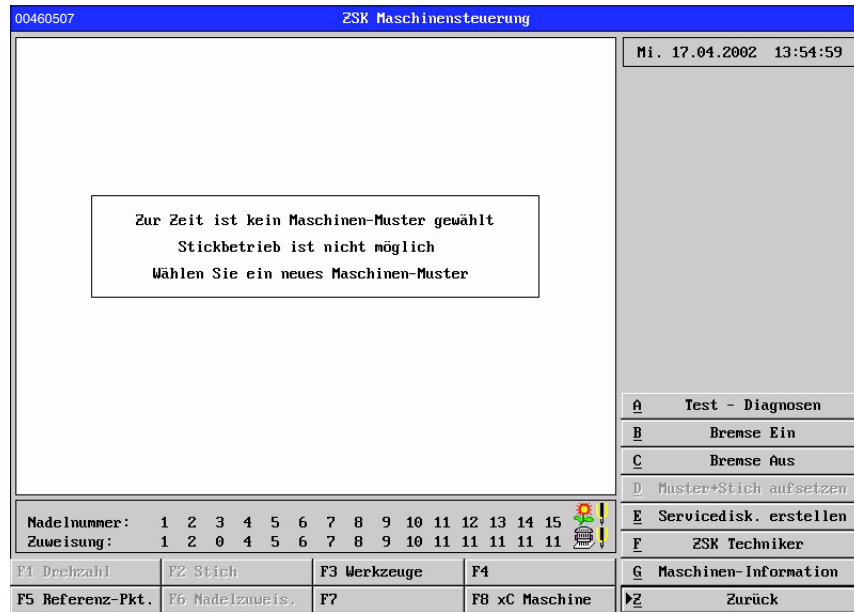 00460507 ZSK Maschinensteuerung
Mi. 17.04.2002 13:54:59
Zur Zeit ist kein Maschinen-Muster gewählt
Stickbetrieb ist nicht möglich
Wählen Sie ein neues Maschinen-Muster
A Test - Diagnosen
B Bremse Ein
C Bremse Aus
D Muster+Stich aufsetzen
E Servicedisk. erstellen
F ZSK Techniker
G Maschinen-Information
Z Zurück
Nadelnummer: 1 2 3 4 5 6 7 8 9 10 11 12 13 14 15
Zuweisung: 1 2 0 4 5 6 7 8 9 10 11 11 11 11 11
F1 Drehzahl F2 Stich F3 Werkzeuge F4
F5 Referenz-Pkt. F6 Nadelzuweis. F7 F8 xC Maschine